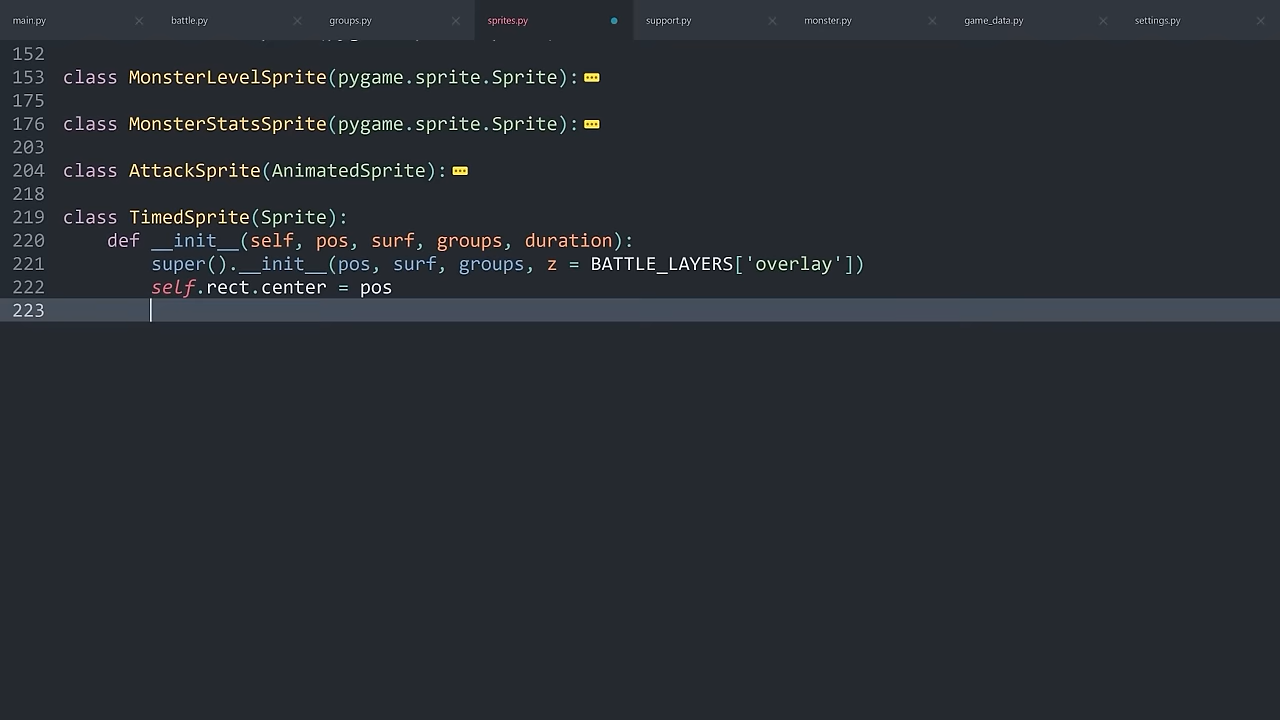 main.py battle.py groups.py sprites.py support.py monster.py game_data.py settings.py
152
153 class MonsterLevelSprite(pygame.sprite.Sprite):
175
176 class MonsterStatsSprite(pygame.sprite.Sprite):
203
204 class AttackSprite(AnimatedSprite):
218
219 class TimedSprite(Sprite):
220 def __init__(self, pos, surf, groups, duration):
221 super().__init__(pos, surf, groups, z = BATTLE_LAYERS['overlay'])
222 self.rect.center = pos
223